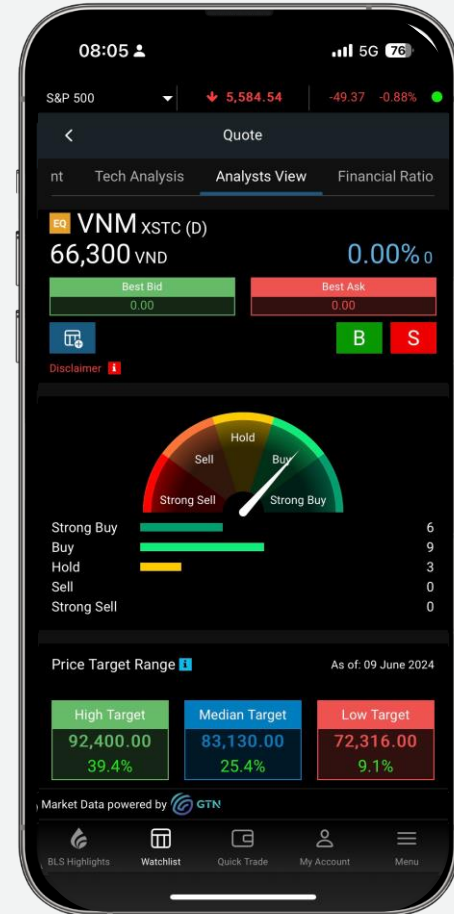 08:05 5G 76
S&P 500 5,584.54 -49.37 -0.88%
Quote
nt Tech Analysis Analysts View Financial Ratio
EQ VNM XSTC (D)
66,300 VND 0.00% 0
Best Bid Best Ask
0.00 0.00
B S
Disclaimer i
Hold
Sell Buy
Strong Sell Strong Buy
Strong Buy 6
Buy 9
Hold 3
Sell 0
Strong Sell 0
Price Target Range i As of: 09 June 2024
High Target Median Target Low Target
92,400.00 83,130.00 72,316.00
39.4% 25.4% 9.1%
Market Data powered by GTN
BLS Highlights Watchlist Quick Trade My Account Menu